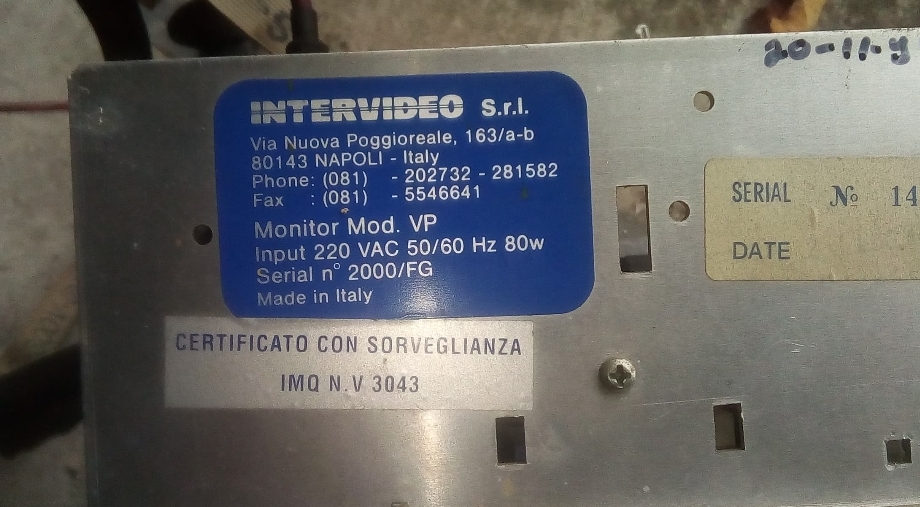 20-11-9
INTERVIDEO S.r.l.
Via Nuova Poggioreale, 163/a-b
80143 NAPOLI - Italy
Phone: (081) - 202732 - 281582
Fax : (081) - 5546641
Monitor Mod. VP
Input 220 VAC 50/60 Hz 80w
Serial n° 2000/FG
Made in Italy
CERTIFICATO CON SORVEGLIANZA
IMQ N.V 3043
SERIAL № 14
DATE